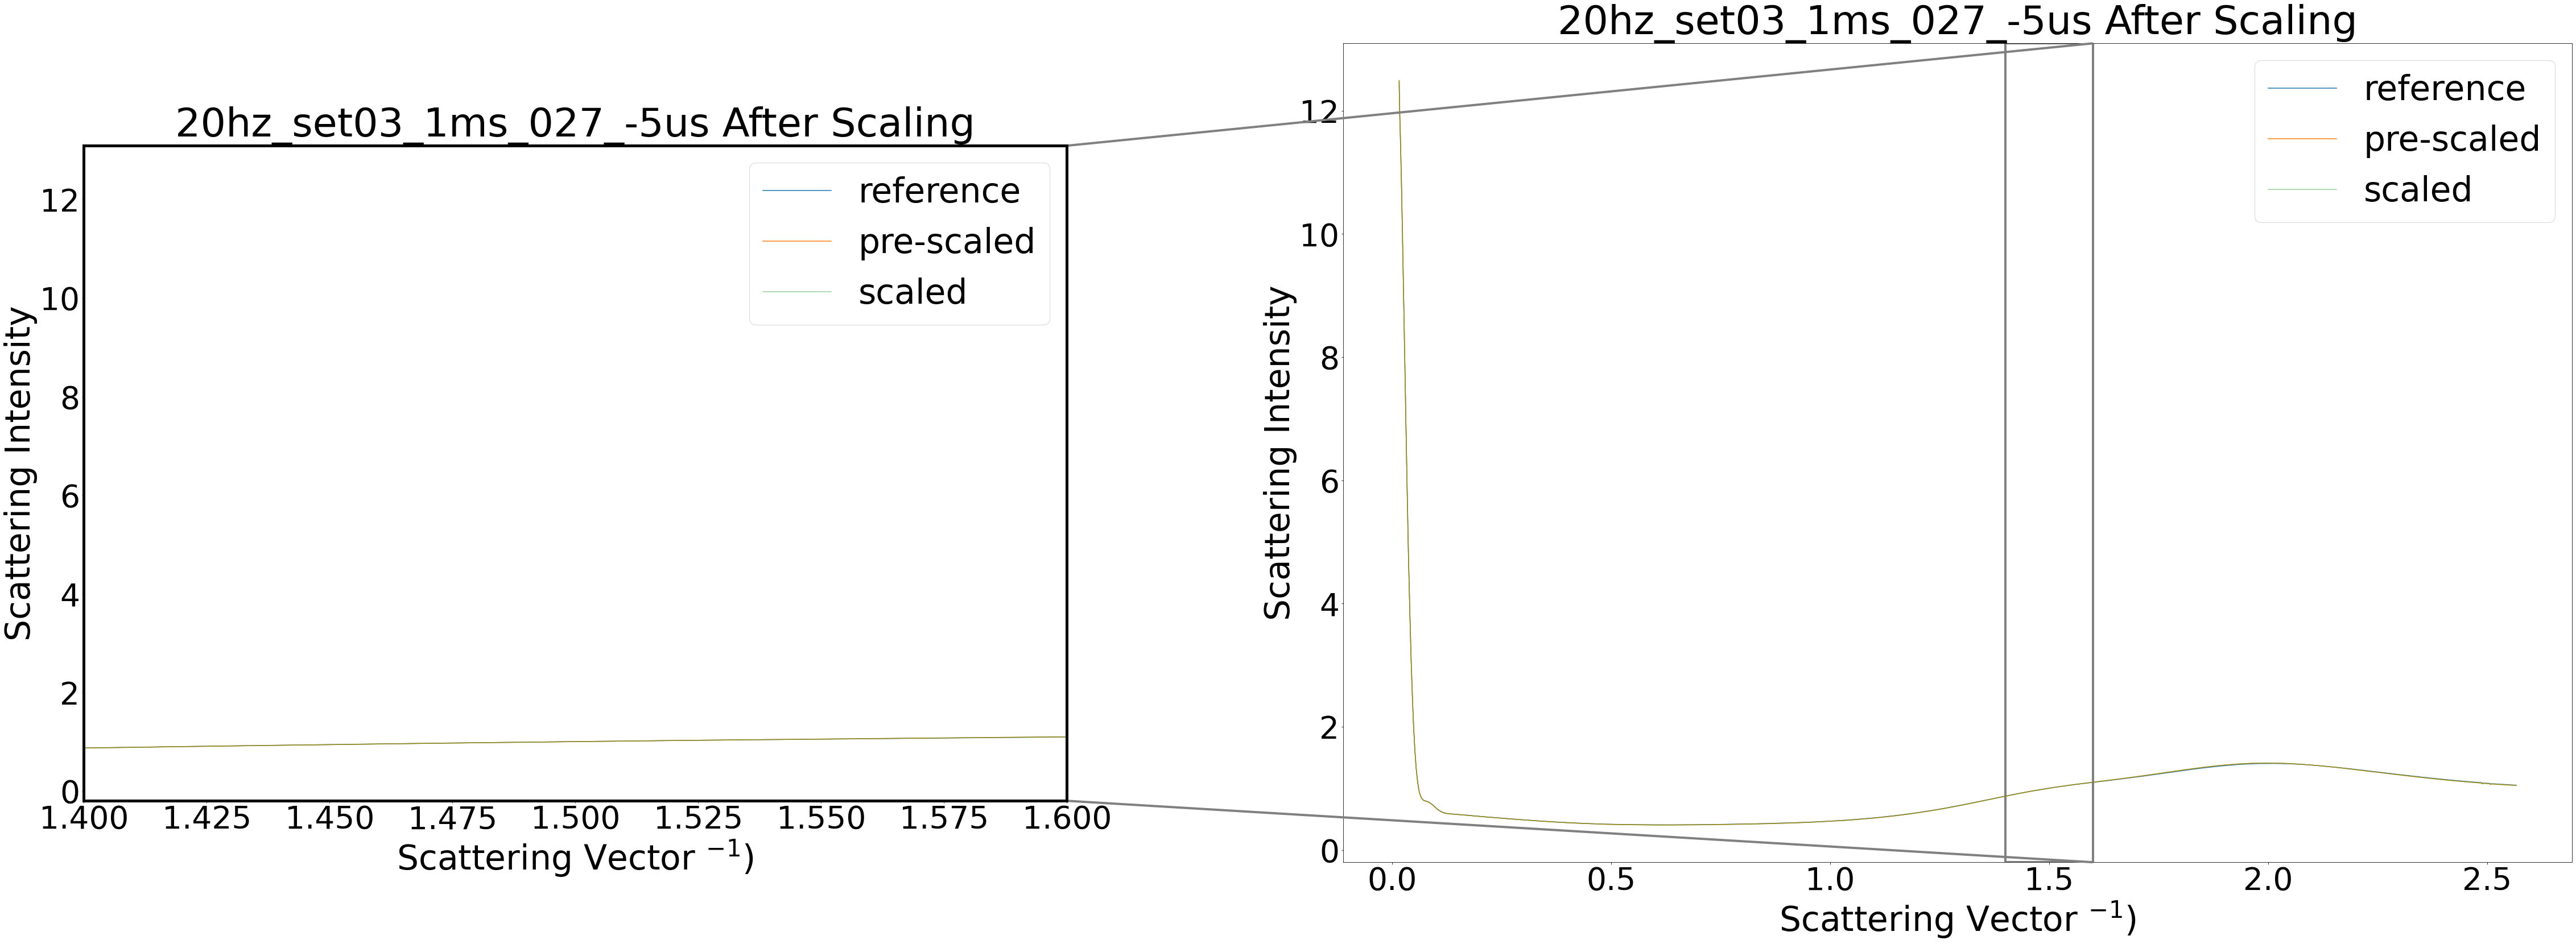 20hz_set03_1ms_027_-5us After Scaling
reference
pre-scaled
scaled
12
10
8
6
4
2
0
Scattering Intensity
1.400 1.425 1.450 1.475 1.500 1.525 1.550 1.575 1.600
Scattering Vector ⁻¹)
20hz_set03_1ms_027_-5us After Scaling
reference
pre-scaled
scaled
12
10
8
6
4
2
0
Scattering Intensity
0.0 0.5 1.0 1.5 2.0 2.5
Scattering Vector ⁻¹)